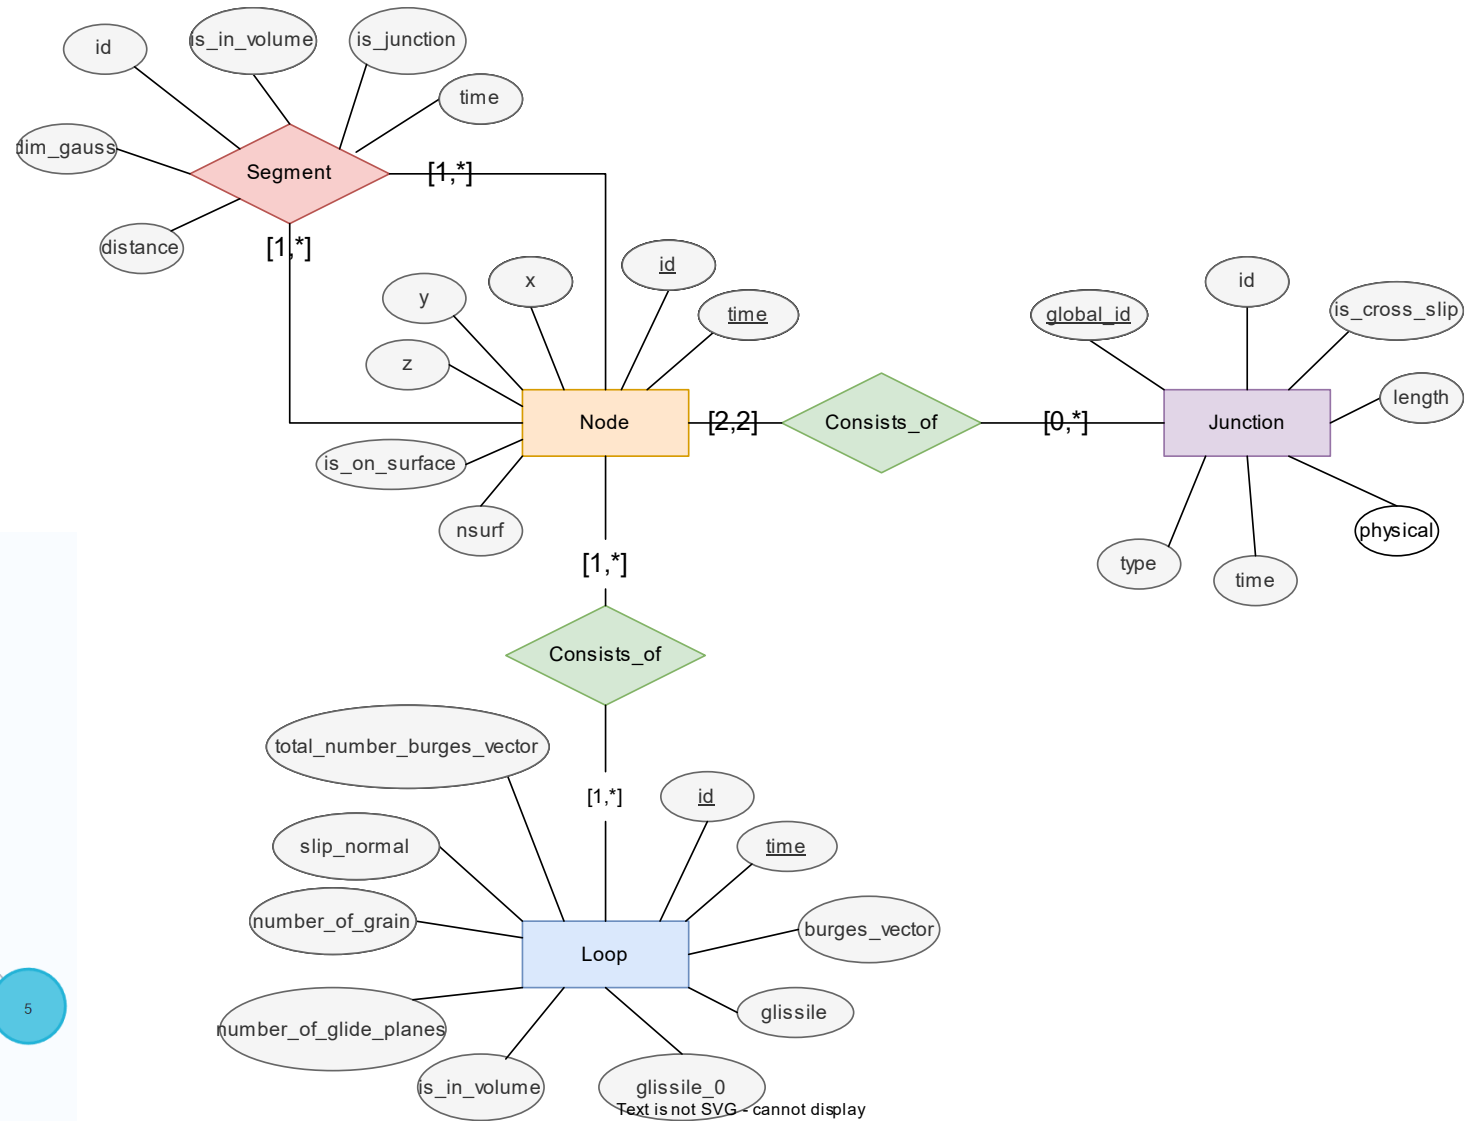 id
is_in_volume
is_junction
time
dim_gauss
Segment
[1,*]
distance
[1,*]
y
x
id
time
z
Node
is_on_surface
nsurf
[2,2]
Consists_of
[0,*]
global_id
id
is_cross_slip
length
Junction
physical
type
time
[1,*]
Consists_of
total_number_burges_vector
[1,*]
id
time
slip_normal
number_of_grain
burges_vector
Loop
glissile
number_of_glide_planes
is_in_volume
glissile_0
Text is not SVG - cannot display
5